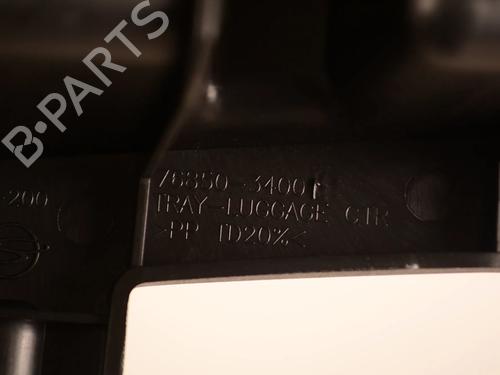 B-PARTS
76850-3400
TRAY-LUGGAGE CTR
>PP TD20%<
-200